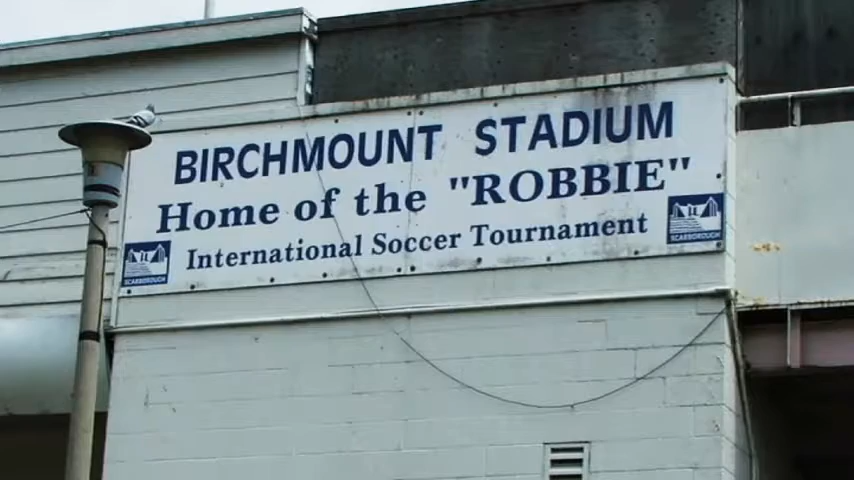 BIRCHMOUNT STADIUM
Home of the "ROBBIE"
International Soccer Tournament
SCARBOROUGH
SCARBOROUGH